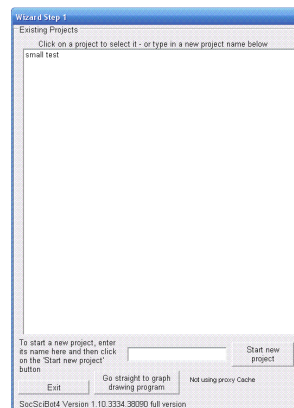 Wizard Step 1
Existing Projects
Click on a project to select it - or type in a new project name below
small test
To start a new project, enter
its name here and then click
on the 'Start new project'
button
Start new
project
Exit
Go straight to graph
drawing program
Not using proxy Cache
SocSciBot4 Version 1.10.3334.38090 full version